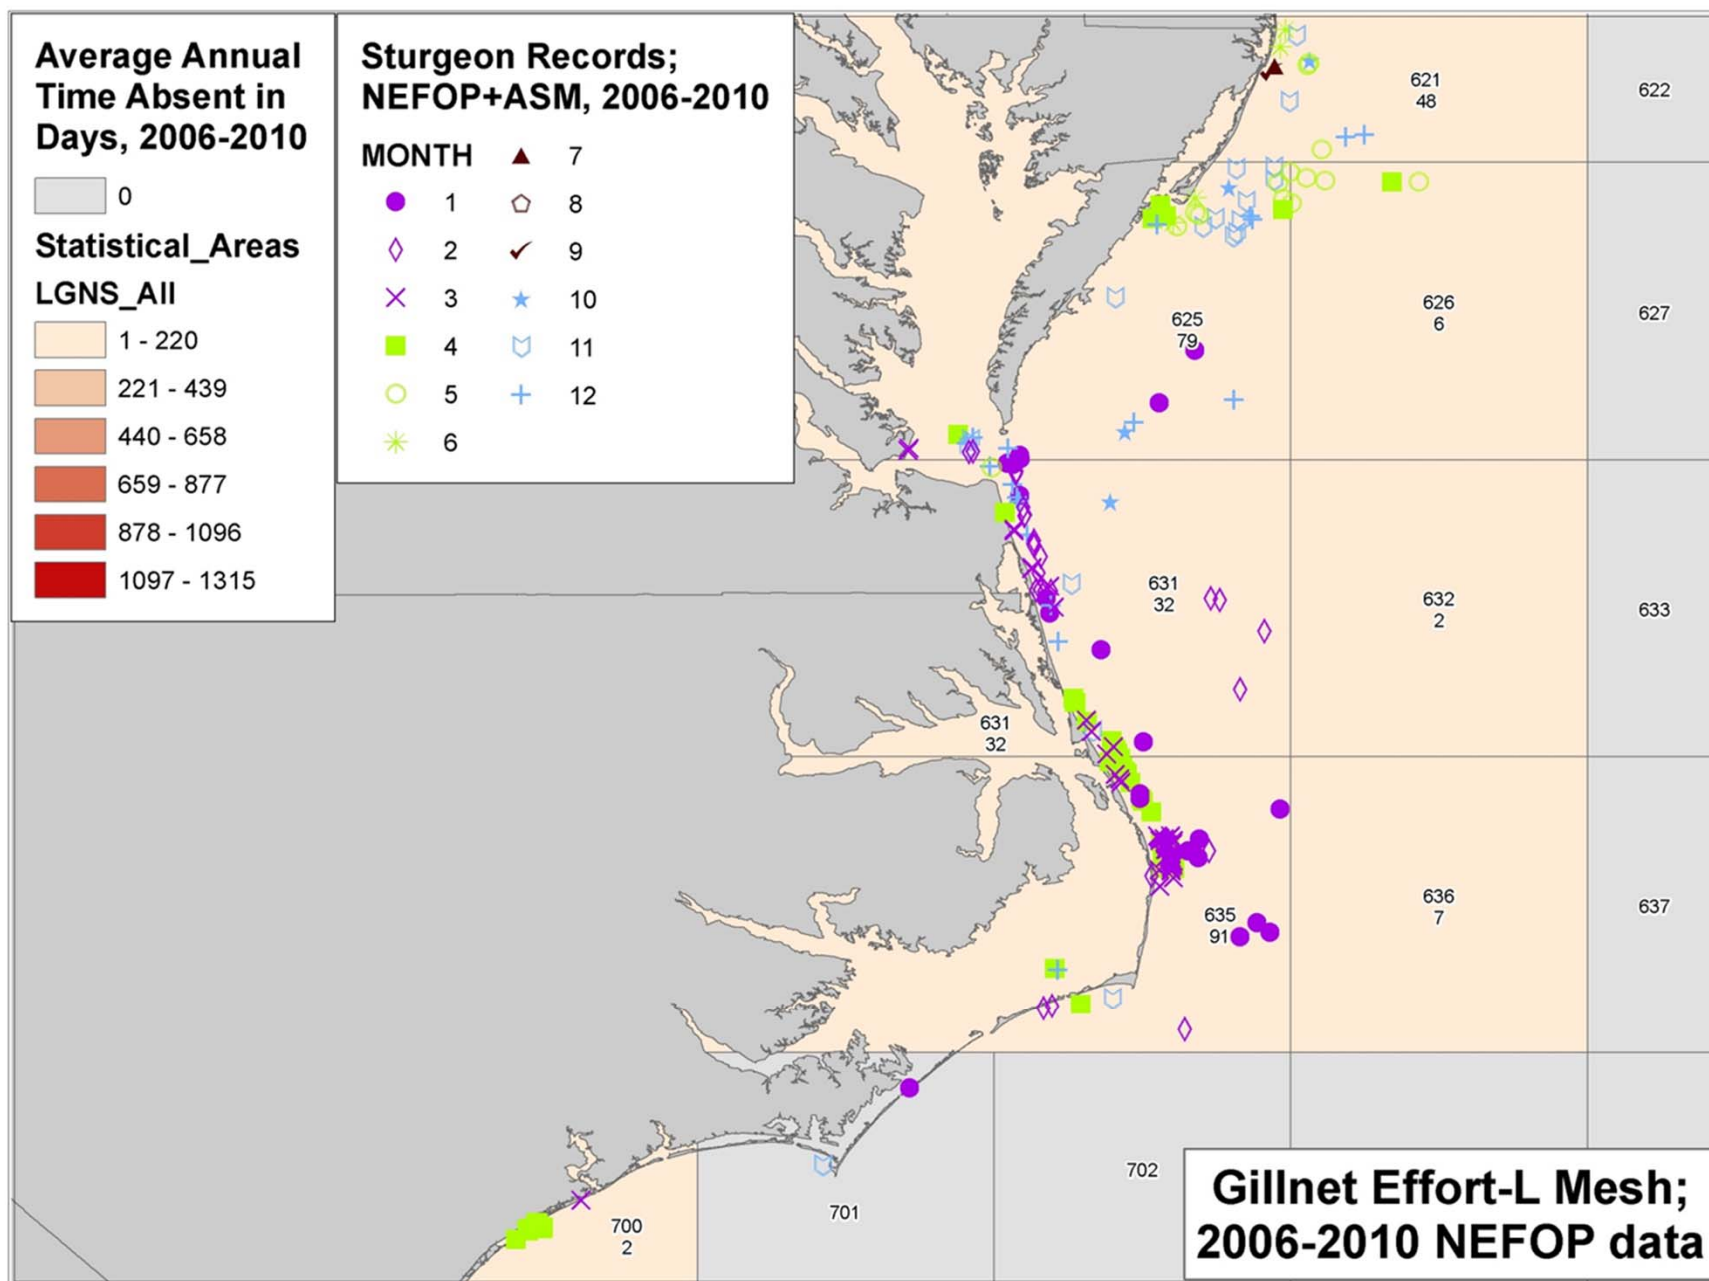 Average Annual
Time Absent in
Days, 2006-2010
0
Statistical_Areas
LGNS_All
1 - 220
221 - 439
440 - 658
659 - 877
878 - 1096
1097 - 1315
Sturgeon Records;
NEFOP+ASM, 2006-2010
MONTH
1
2
3
4
5
6
7
8
9
10
11
12
621
48
622
625
79
626
6
627
631
32
632
2
633
631
32
635
91
636
7
637
700
2
701
702
Gillnet Effort-L Mesh;
2006-2010 NEFOP data